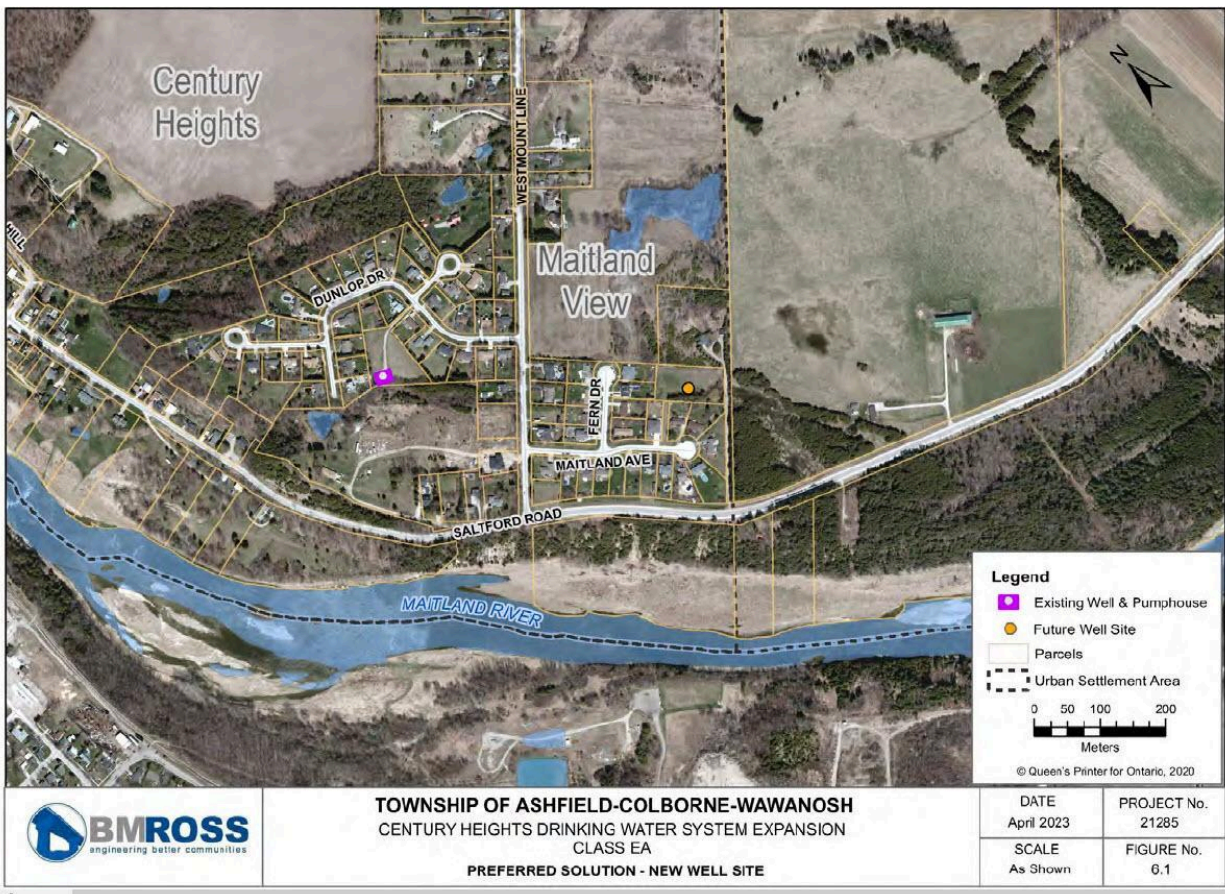 Century
Heights
N
WESTMOUNT LINE
HILL
DUNLOP DR
Maitland
View
FERN DR
MAITLAND AVE
SALTFORD ROAD
MAITLAND RIVER
Legend
Existing Well & Pumphouse
Future Well Site
Parcels
Urban Settlement Area
0 50 100 200
Meters
© Queen's Printer for Ontario, 2020
BMROSS
engineering better communities
TOWNSHIP OF ASHFIELD-COLBORNE-WAWANOSH
CENTURY HEIGHTS DRINKING WATER SYSTEM EXPANSION
CLASS EA
PREFERRED SOLUTION - NEW WELL SITE
DATE
April 2023
PROJECT No.
21285
SCALE
As Shown
FIGURE No.
6.1